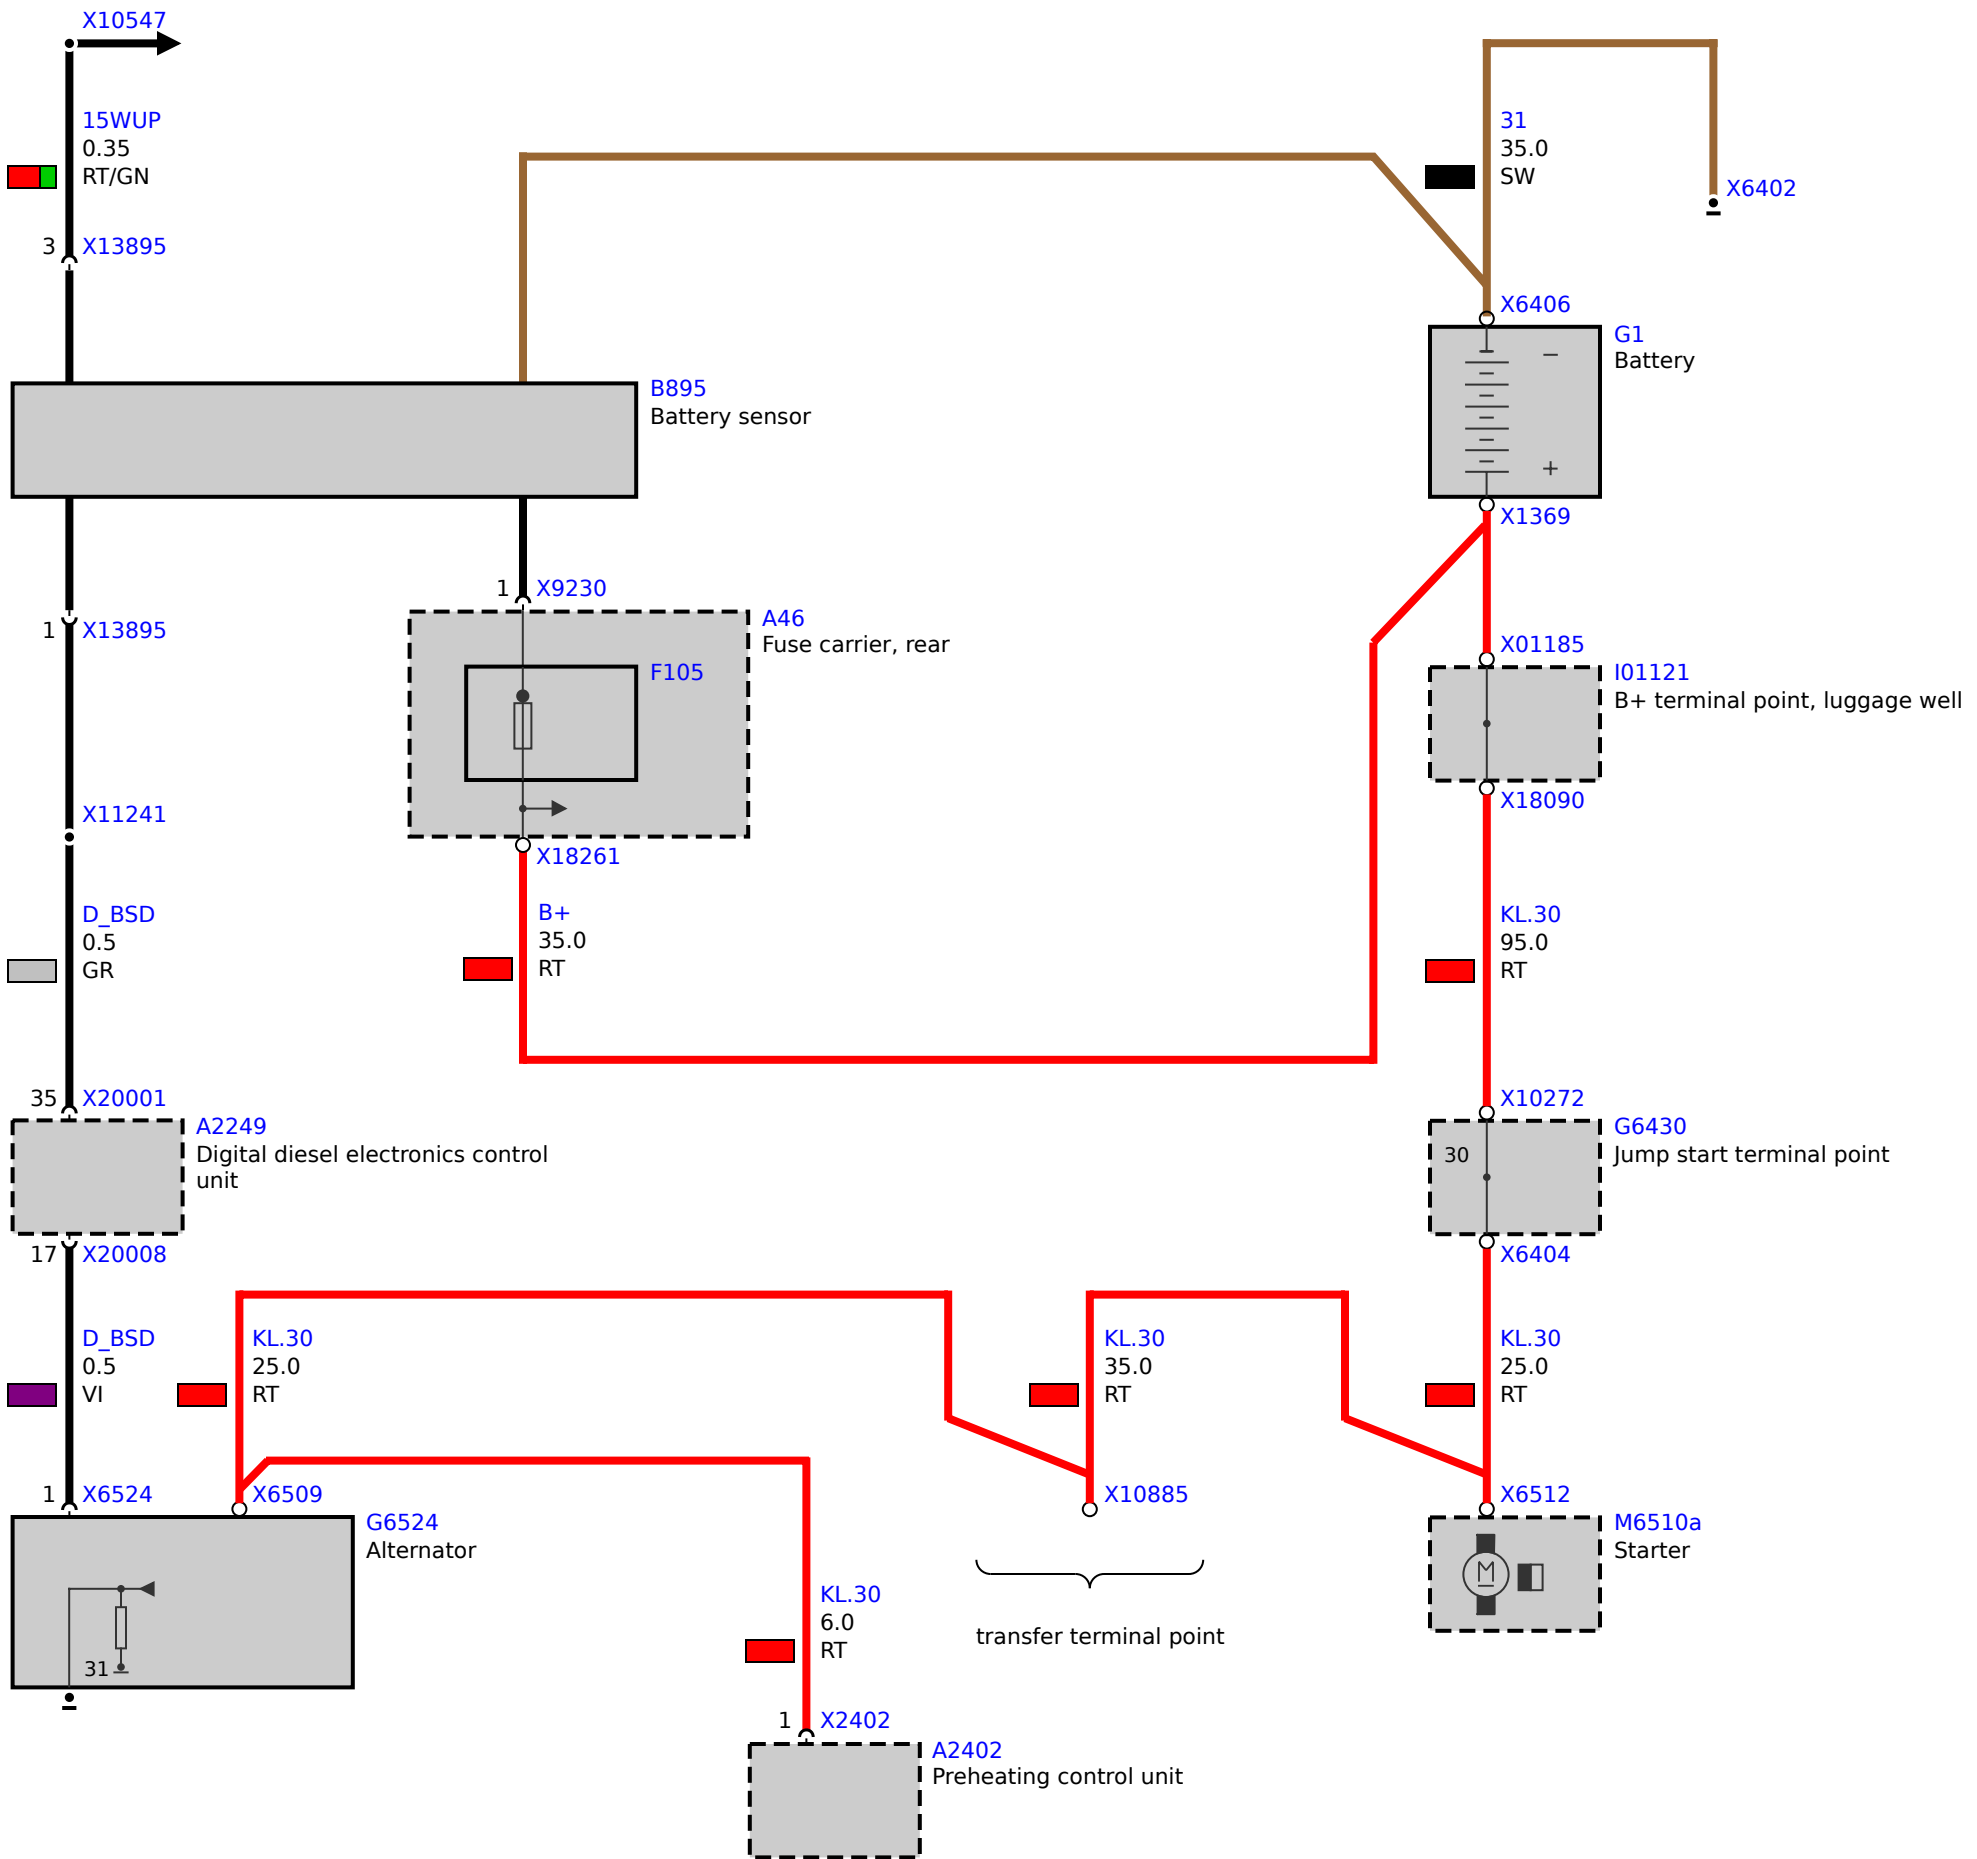 X10547
15WUP
0.35
RT/GN
31
35.0
SW
X6402
3 X13895
X6406
G1
Battery
−
+
B895
Battery sensor
X1369
1 X9230
A46
Fuse carrier, rear
F105
1 X13895
X01185
I01121
B+ terminal point, luggage well
X18090
X11241
X18261
D_BSD
0.5
GR
B+
35.0
RT
KL.30
95.0
RT
35 X20001
A2249
Digital diesel electronics control
unit
X10272
G6430
Jump start terminal point
30
17 X20008
X6404
D_BSD
0.5
VI
KL.30
25.0
RT
KL.30
35.0
RT
KL.30
25.0
RT
1 X6524
X6509
X10885
X6512
G6524
Alternator
31
M6510a
Starter
M
KL.30
6.0
RT
transfer terminal point
1 X2402
A2402
Preheating control unit